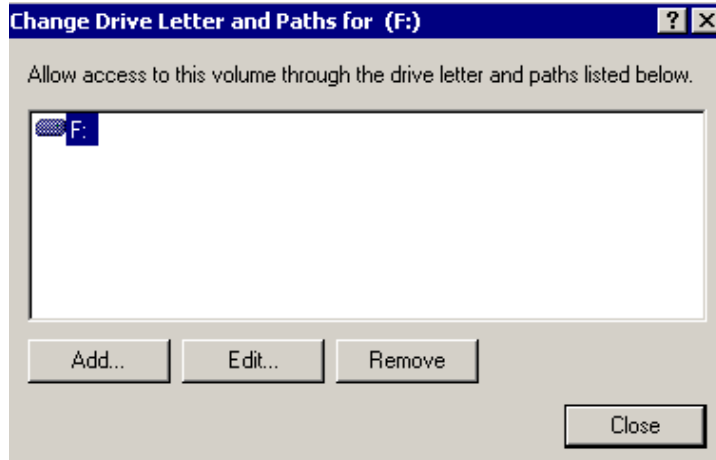 Change Drive Letter and Paths for (F:)
Allow access to this volume through the drive letter and paths listed below.
F:
Add... Edit... Remove
Close